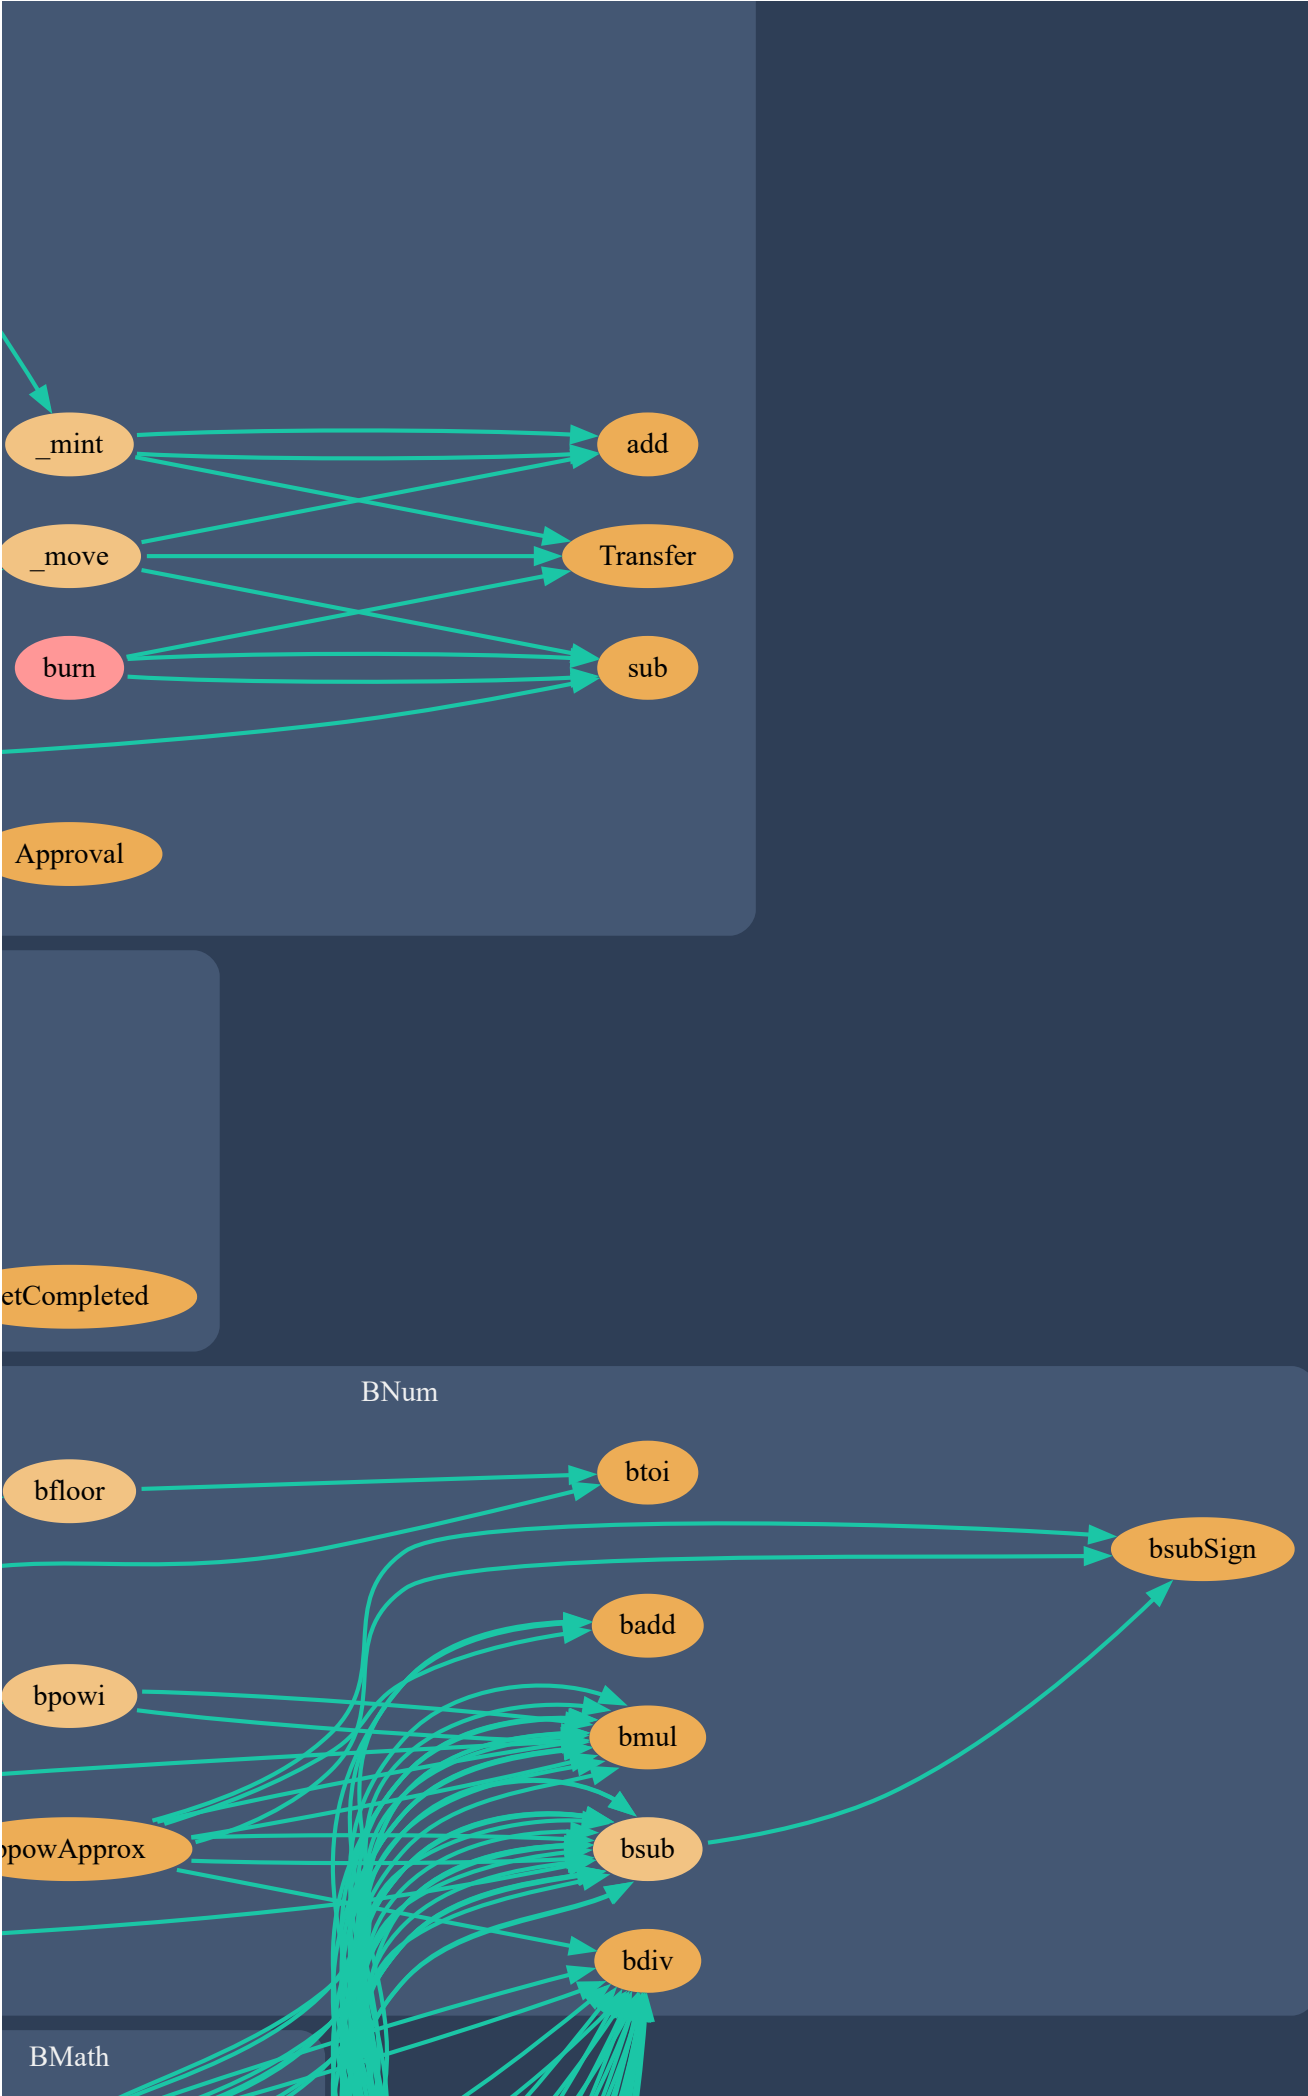 _mint
add
_move
Transfer
burn
sub
Approval
etCompleted
BNum
bfloor
btoi
bsubSign
badd
bpowi
bmul
powApprox
bsub
bdiv
BMath